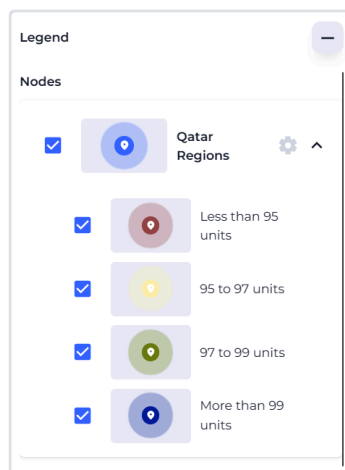 Legend
Nodes
Qatar
Regions
Less than 95
units
95 to 97 units
97 to 99 units
More than 99
units